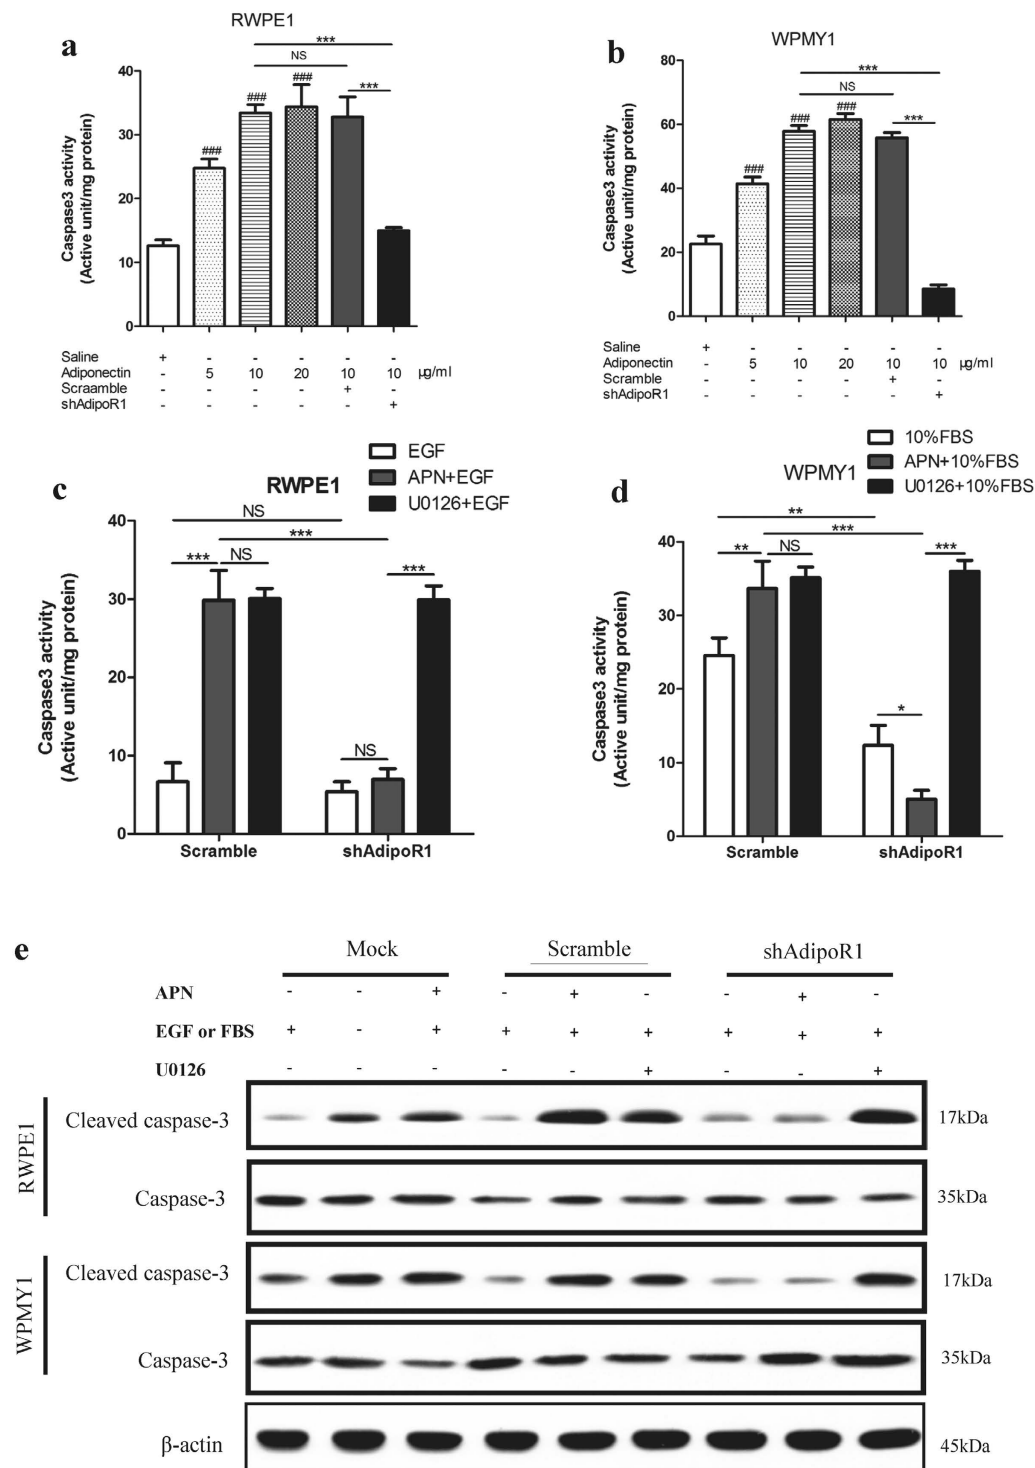 a
RWPE1
***
NS
***
###
###
###
Caspase3 activity
(Active unit/mg protein)
40
30
20
10
0
Saline + - - - - -
Adiponectin - 5 10 20 10 10 μg/ml
Scraamble - - - - + -
shAdipoR1 - - - - - +
b
WPMY1
***
NS
***
###
###
###
Caspase3 activity
(Active unit/mg protein)
80
60
40
20
0
Saline + - - - - -
Adiponectin - 5 10 20 10 10 μg/ml
Scramble - - - - + -
shAdipoR1 - - - - - +
c
RWPE1
EGF
APN+EGF
U0126+EGF
NS
***
*** NS
***
NS
Caspase3 activity
(Active unit/mg protein)
40
30
20
10
0
Scramble shAdipoR1
d
WPMY1
10%FBS
APN+10%FBS
U0126+10%FBS
**
***
** NS
***
*
Caspase3 activity
(Active unit/mg protein)
40
30
20
10
0
Scramble shAdipoR1
e
Mock Scramble shAdipoR1
APN - - + - + - - + -
EGF or FBS + - + + + + + + +
U0126 - - - - - + - - +
RWPE1
Cleaved caspase-3 17kDa
Caspase-3 35kDa
WPMY1
Cleaved caspase-3 17kDa
Caspase-3 35kDa
β-actin 45kDa